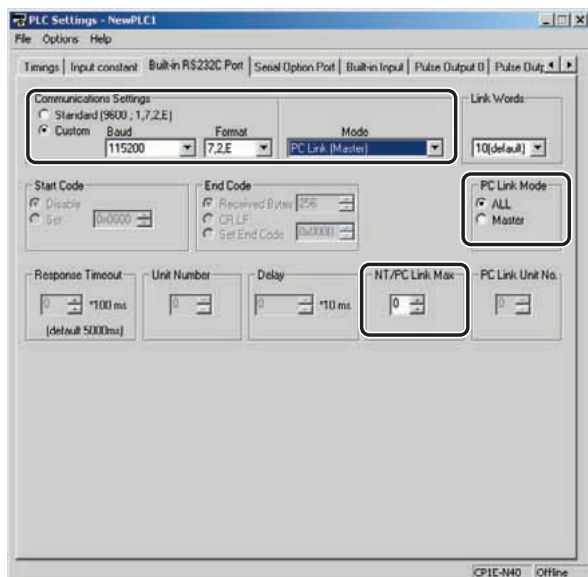 PLC Settings - NewPLC1
File Options Help
Timings Input constant Built-in RS232C Port Serial Option Port Built-in Input Pulse Output 0 Pulse Outp
Communications Settings
Standard (9600 ; 1,7,2,E)
Custom Baud Format Mode
115200 7,2,E PC Link (Master)
Link Words
10(default)
Start Code
Disable
Set 0x0000
End Code
Received Bytes 256
CR,LF
Set End Code 0x0000
PC Link Mode
ALL
Master
Response Timeout
0 *100 ms
(default 5000ms)
Unit Number
0
Delay
0 *10 ms
NT/PC Link Max
0
PC Link Unit No.
0
CP1E-N40 Offline